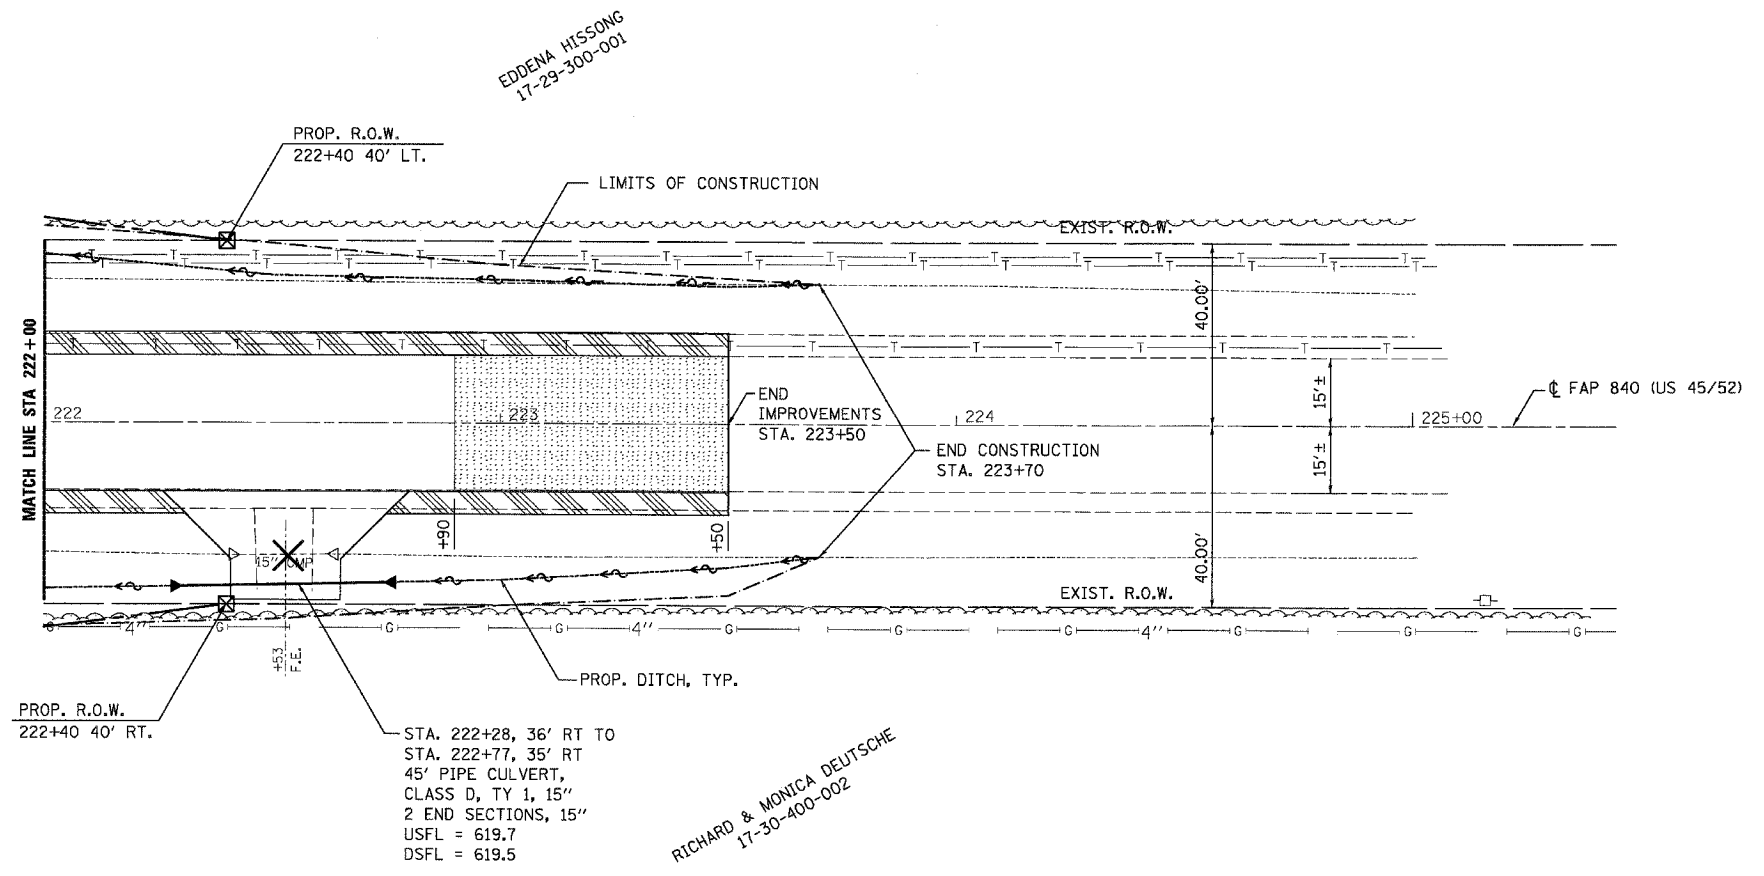 EDDENA HISSONG
17-29-300-001
PROP. R.O.W.
222+40 40' LT.
LIMITS OF CONSTRUCTION
EXIST. R.O.W.
T T T T T T T T T T T T T T T T T
T T T T T T T T T T T T T T T T T
40.00'
MATCH LINE STA 222+00
T T T T T T T T T T T T T T T T T
15'±
222
223
END
IMPROVEMENTS
STA. 223+50
224
225+00
℄ FAP 840 (US 45/52)
END CONSTRUCTION
STA. 223+70
15'±
+90
+50
15" CMP
40.00'
EXIST. R.O.W.
G 4" G G G 4" G G G 4" G G G
+53
F.E.
PROP. DITCH, TYP.
PROP. R.O.W.
222+40 40' RT.
STA. 222+28, 36' RT TO
STA. 222+77, 35' RT
45' PIPE CULVERT,
CLASS D, TY 1, 15"
2 END SECTIONS, 15"
USFL = 619.7
DSFL = 619.5
RICHARD & MONICA DEUTSCHE
17-30-400-002